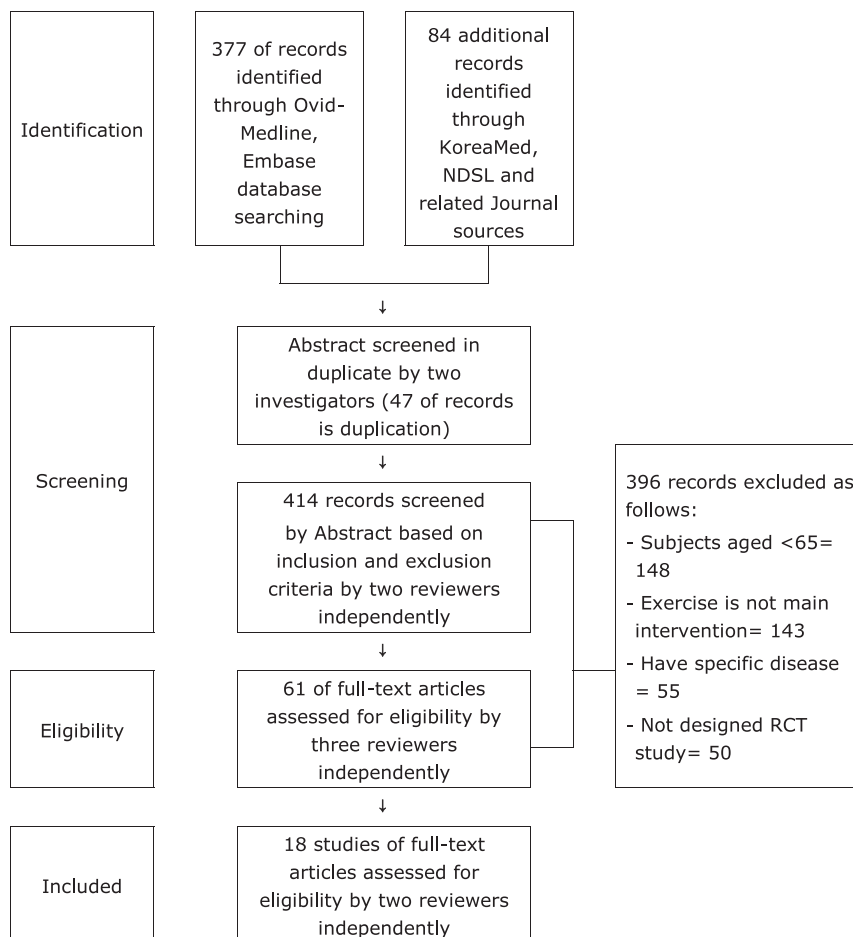 Identification
377 of records
identified
through Ovid-
Medline,
Embase
database
searching
84 additional
records
identified
through
KoreaMed,
NDSL and
related Journal
sources
↓
Screening
Abstract screened in
duplicate by two
investigators (47 of records
is duplication)
↓
414 records screened
by Abstract based on
inclusion and exclusion
criteria by two reviewers
independently
396 records excluded as
follows:
- Subjects aged <65=
148
- Exercise is not main
intervention= 143
- Have specific disease
= 55
- Not designed RCT
study= 50
↓
Eligibility
61 of full-text articles
assessed for eligibility by
three reviewers
independently
↓
Included
18 studies of full-text
articles assessed for
eligibility by two reviewers
independently